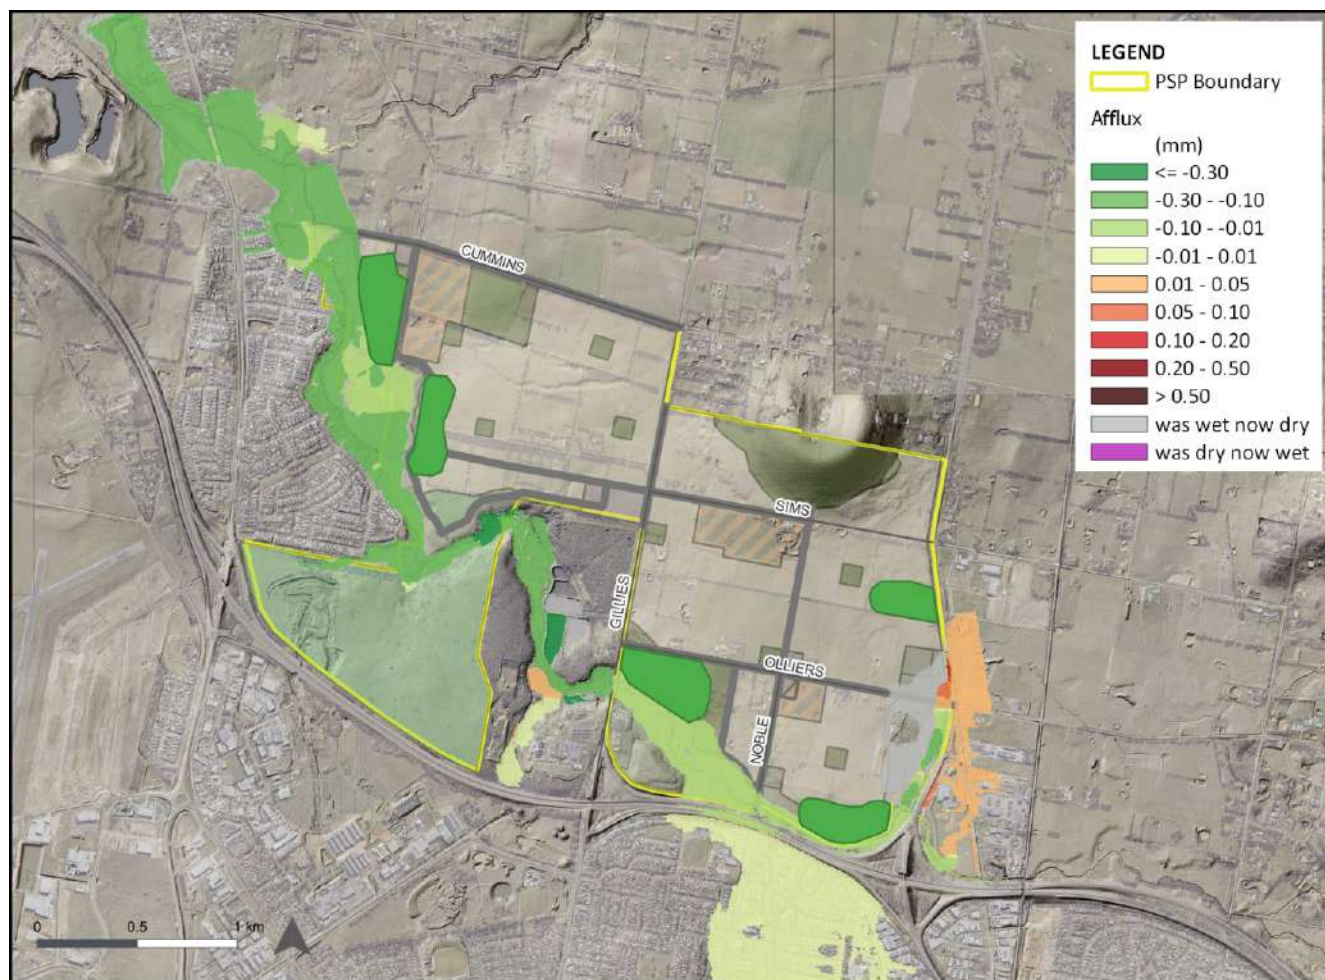 LEGEND
PSP Boundary
Afflux
(mm)
<= -0.30
-0.30 - -0.10
-0.10 - -0.01
-0.01 - 0.01
0.01 - 0.05
0.05 - 0.10
0.10 - 0.20
0.20 - 0.50
> 0.50
was wet now dry
was dry now wet
CUMMINS
SIMS
GILLIES
OLLIERS
NOBLE
0 0.5 1 km